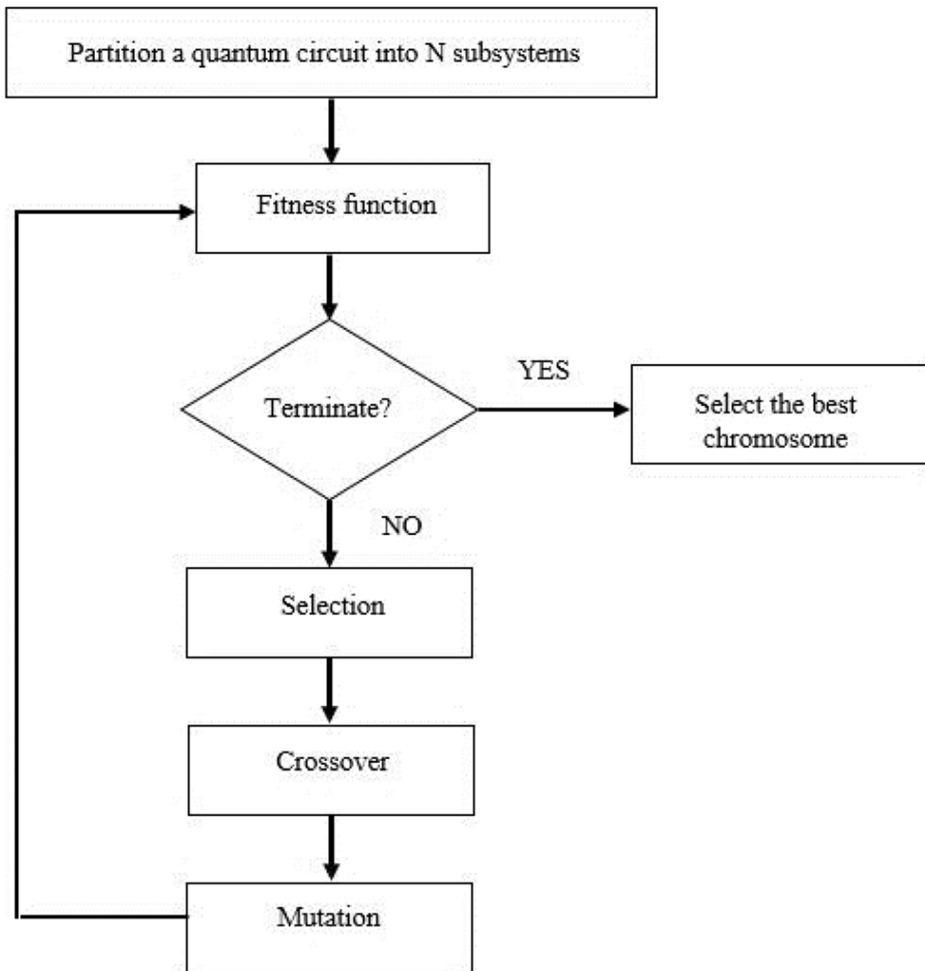 Partition a quantum circuit into N subsystems
Fitness function
YES
Terminate?
Select the best
chromosome
NO
Selection
Crossover
Mutation